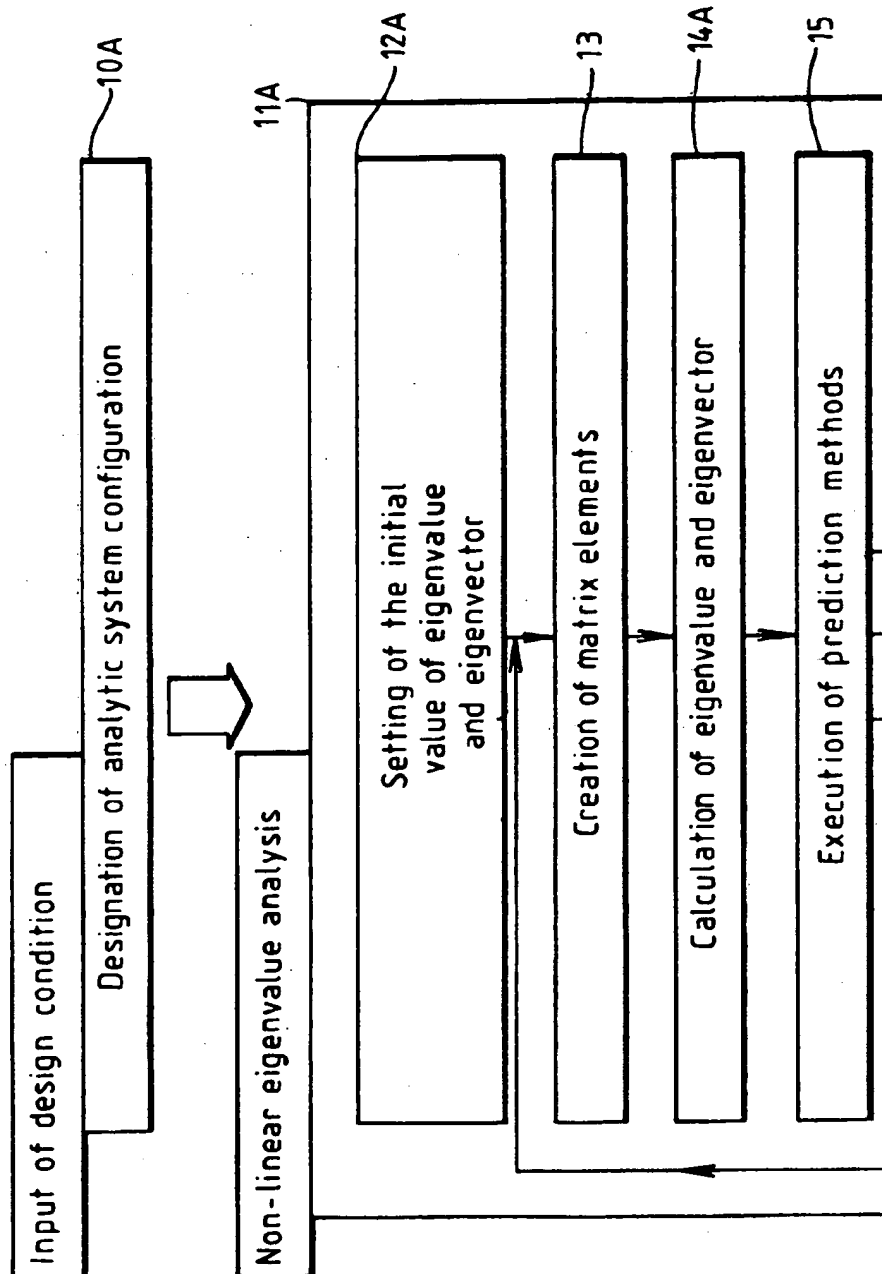 Input of design condition
Designation of analytic system configuration
10A
Non-linear eigenvalue analysis
11A
Setting of the initial
value of eigenvalue
and eigenvector
12A
Creation of matrix elements
13
Calculation of eigenvalue and eigenvector
14A
Execution of prediction methods
15